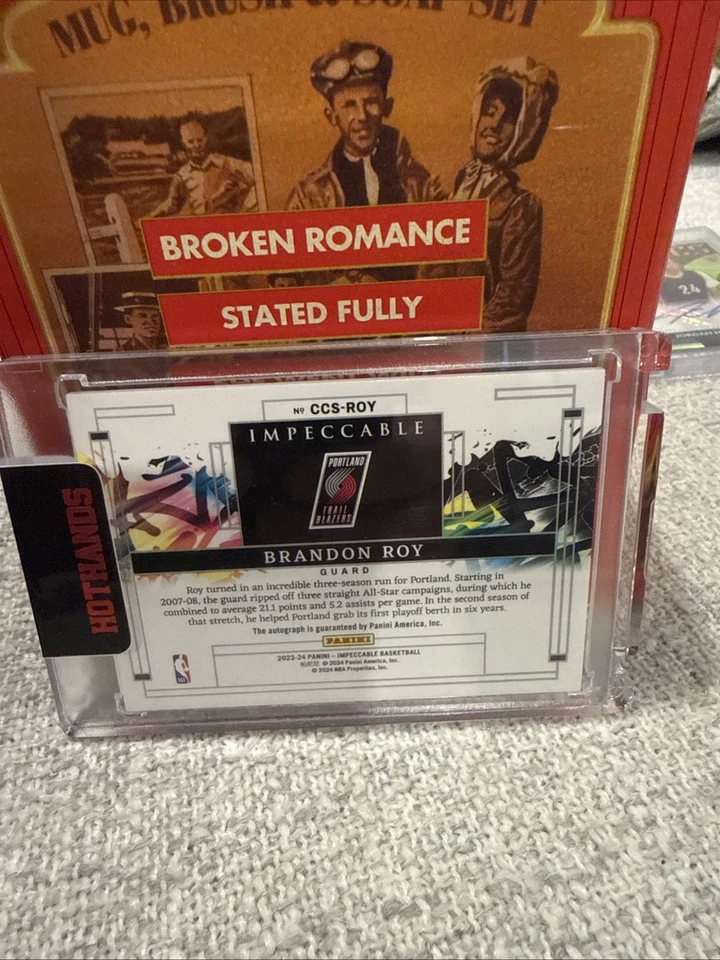 MUG, BRUSH & SOAP SET
BROKEN ROMANCE
STATED FULLY
24
JORDAN
Nº CCS-ROY
IMPECCABLE
PORTLAND
TRAIL BLAZERS
HOTHANDS
BRANDON ROY
GUARD
Roy turned in an incredible three-season run for Portland. Starting in
2007-08, the guard ripped off three straight All-Star campaigns, during which he
combined to average 21.1 points and 5.2 assists per game. In the second season of
that stretch, he helped Portland grab its first playoff berth in six years.
The autograph is guaranteed by Panini America, Inc.
PANINI
2023-24 PANINI – IMPECCABLE BASKETBALL
© 2024 Panini America, Inc.
© 2024 NBA Properties, Inc.
NBA